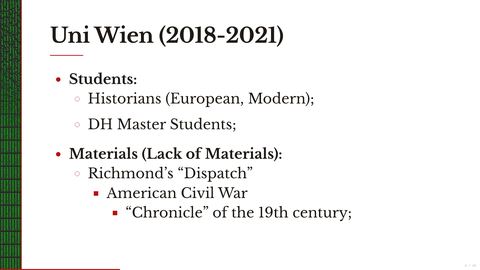 Uni Wien (2018-2021)
Students:
Historians (European, Modern);
DH Master Students;
Materials (Lack of Materials):
Richmond’s “Dispatch”
American Civil War
“Chronicle” of the 19th century;